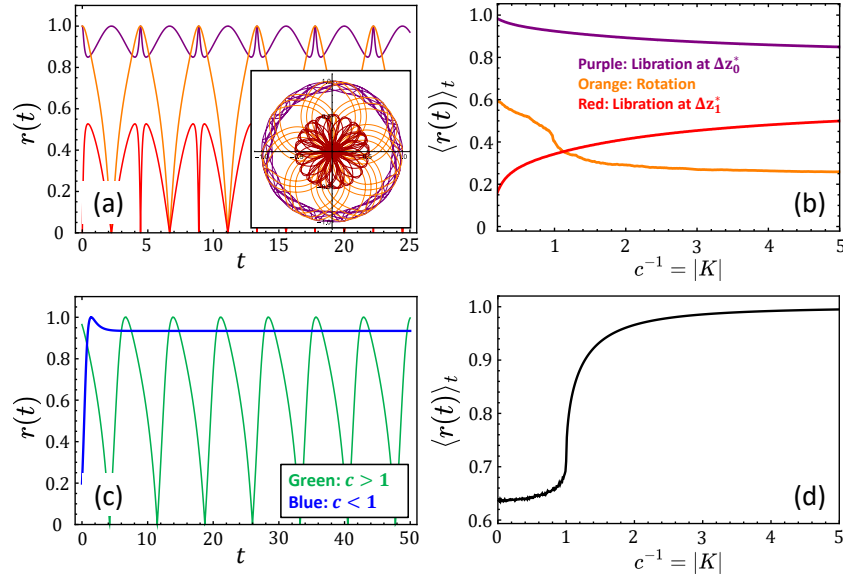 1.0
0.8
0.6
0.4
0.2
0
r(t)
(a)
0 5 10 15 20 25
t
1.0
0.8
0.6
0.4
0.2
0
⟨r(t)⟩t
Purple: Libration at Δz₀*
Orange: Rotation
Red: Libration at Δz₁*
(b)
1 2 3 4 5
c⁻¹ = |K|
1.0
0.8
0.6
0.4
0.2
0
r(t)
(c)
Green: c > 1
Blue: c < 1
0 10 20 30 40 50
t
1.0
0.9
0.8
0.7
0.6
⟨r(t)⟩t
(d)
0 1 2 3 4 5
c⁻¹ = |K|